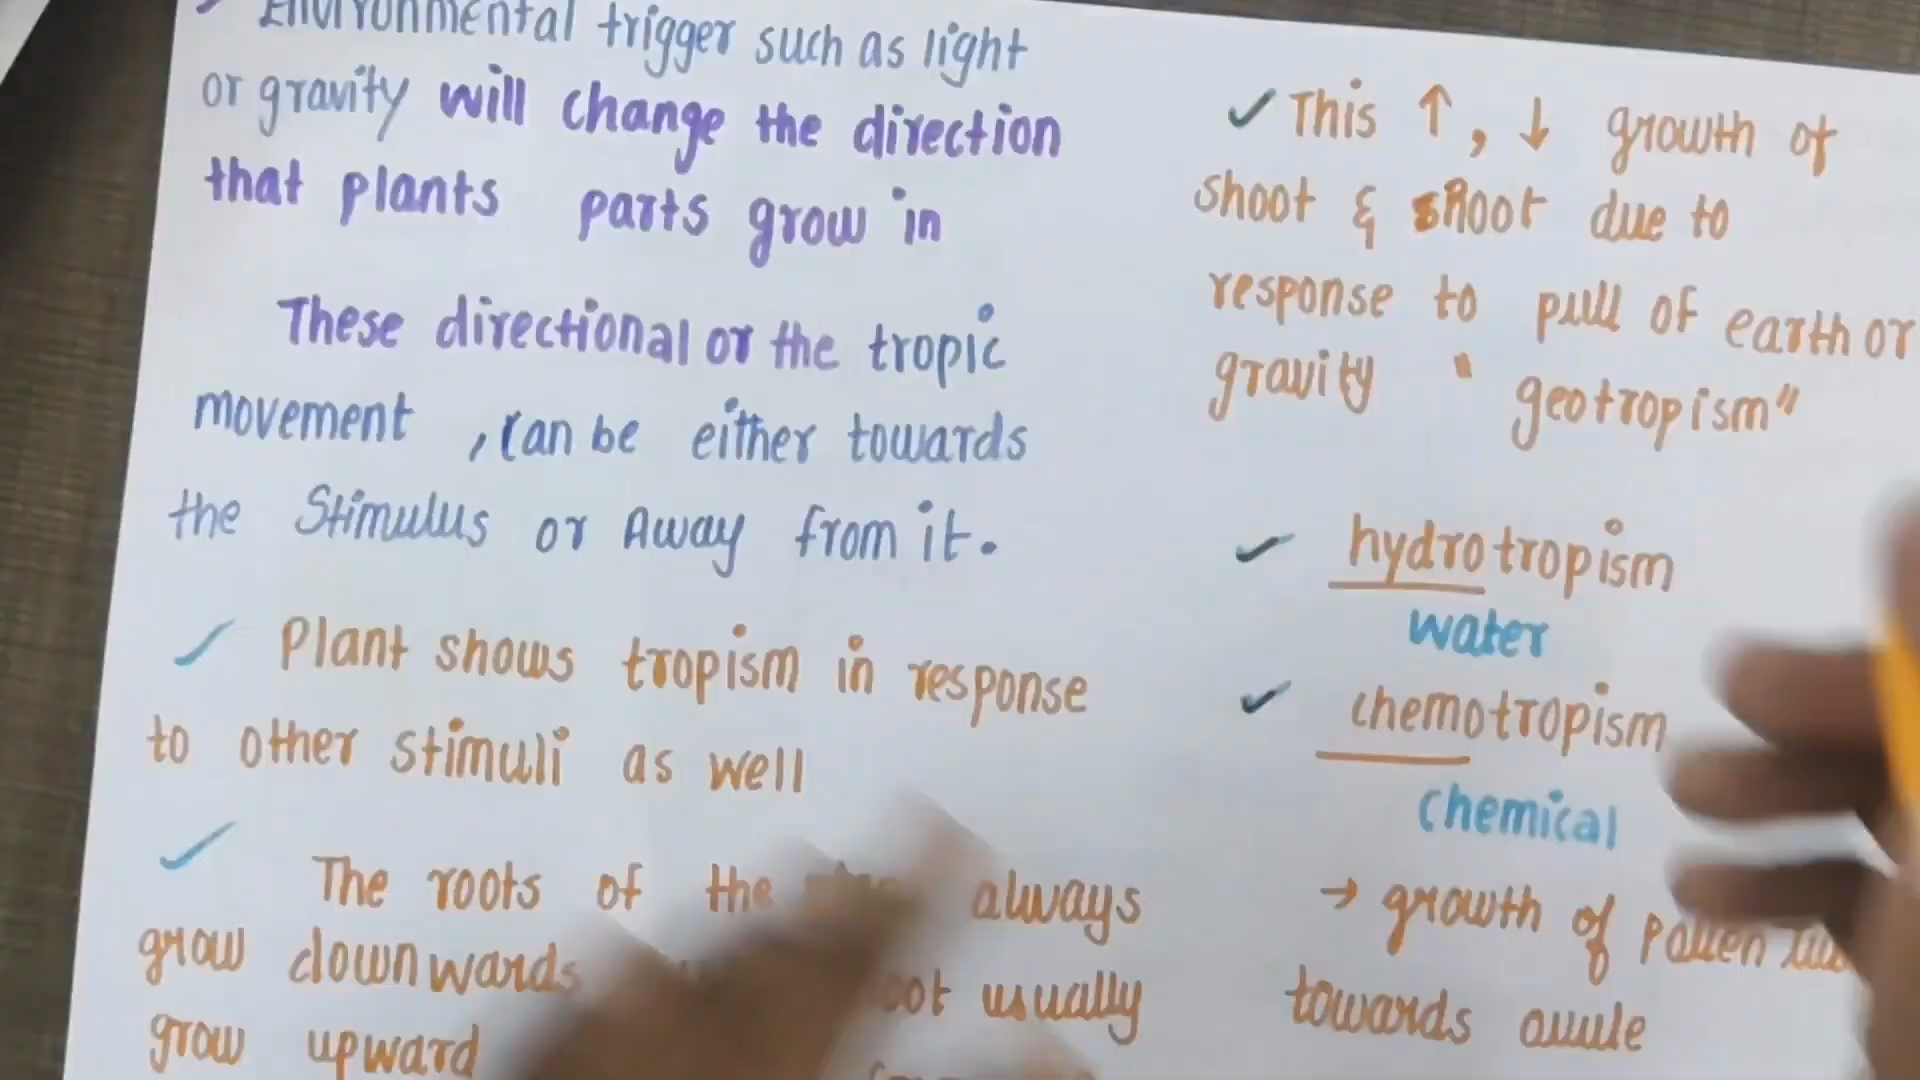 Environmental trigger such as light
or gravity will change the direction
that plants parts grow in
These directional or the tropic
movement , can be either towards
the Stimulus or Away from it.
Plant shows tropism in response
to other stimuli as well
The roots of the always
grow downwards usually
grow upward
This ↑, ↓ growth of
shoot & shoot due to
response to pull of earth or
gravity " geotropism"
hydrotropism
water
chemotropism
chemical
→ growth of pollen
towards ovule